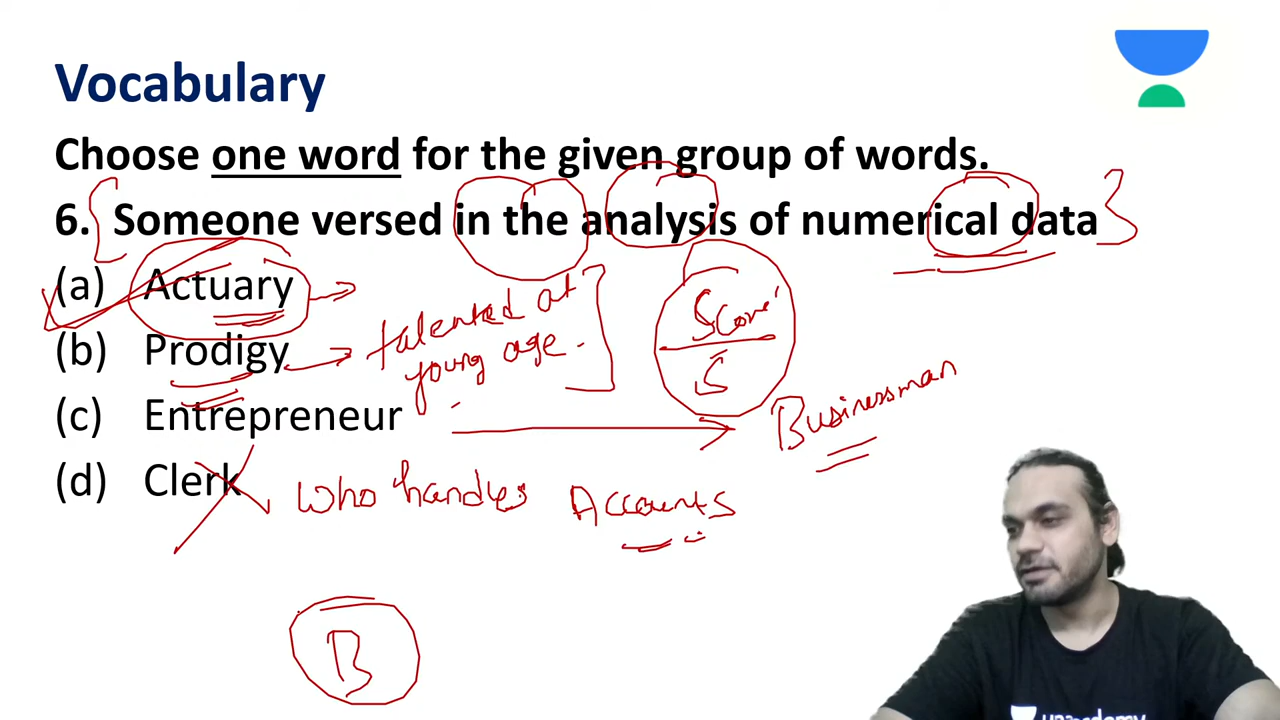 Vocabulary
Choose one word for the given group of words.
6. { Someone versed in the analysis of numerical data }
(a) Actuary
(b) Prodigy → talented at
young age.
Score
5
(c) Entrepreneur → Businessman
(d) Clerk who handles Accounts
B